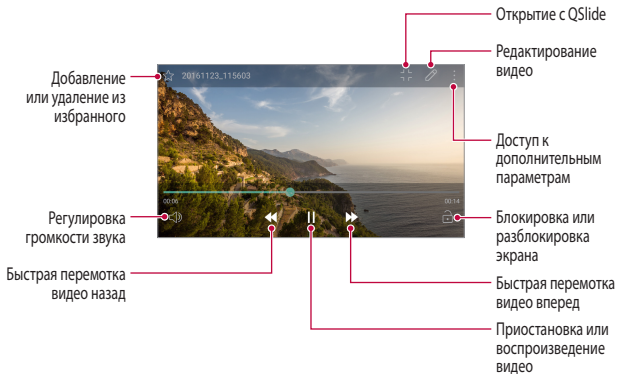 Открытие с QSlide
Редактирование
видео
Добавление
или удаление из
избранного
20161123_115603
Доступ к
дополнительным
параметрам
00:06
00:14
Регулировка
громкости звука
Блокировка или
разблокировка
экрана
Быстрая перемотка
видео назад
Быстрая перемотка
видео вперед
Приостановка или
воспроизведение
видео